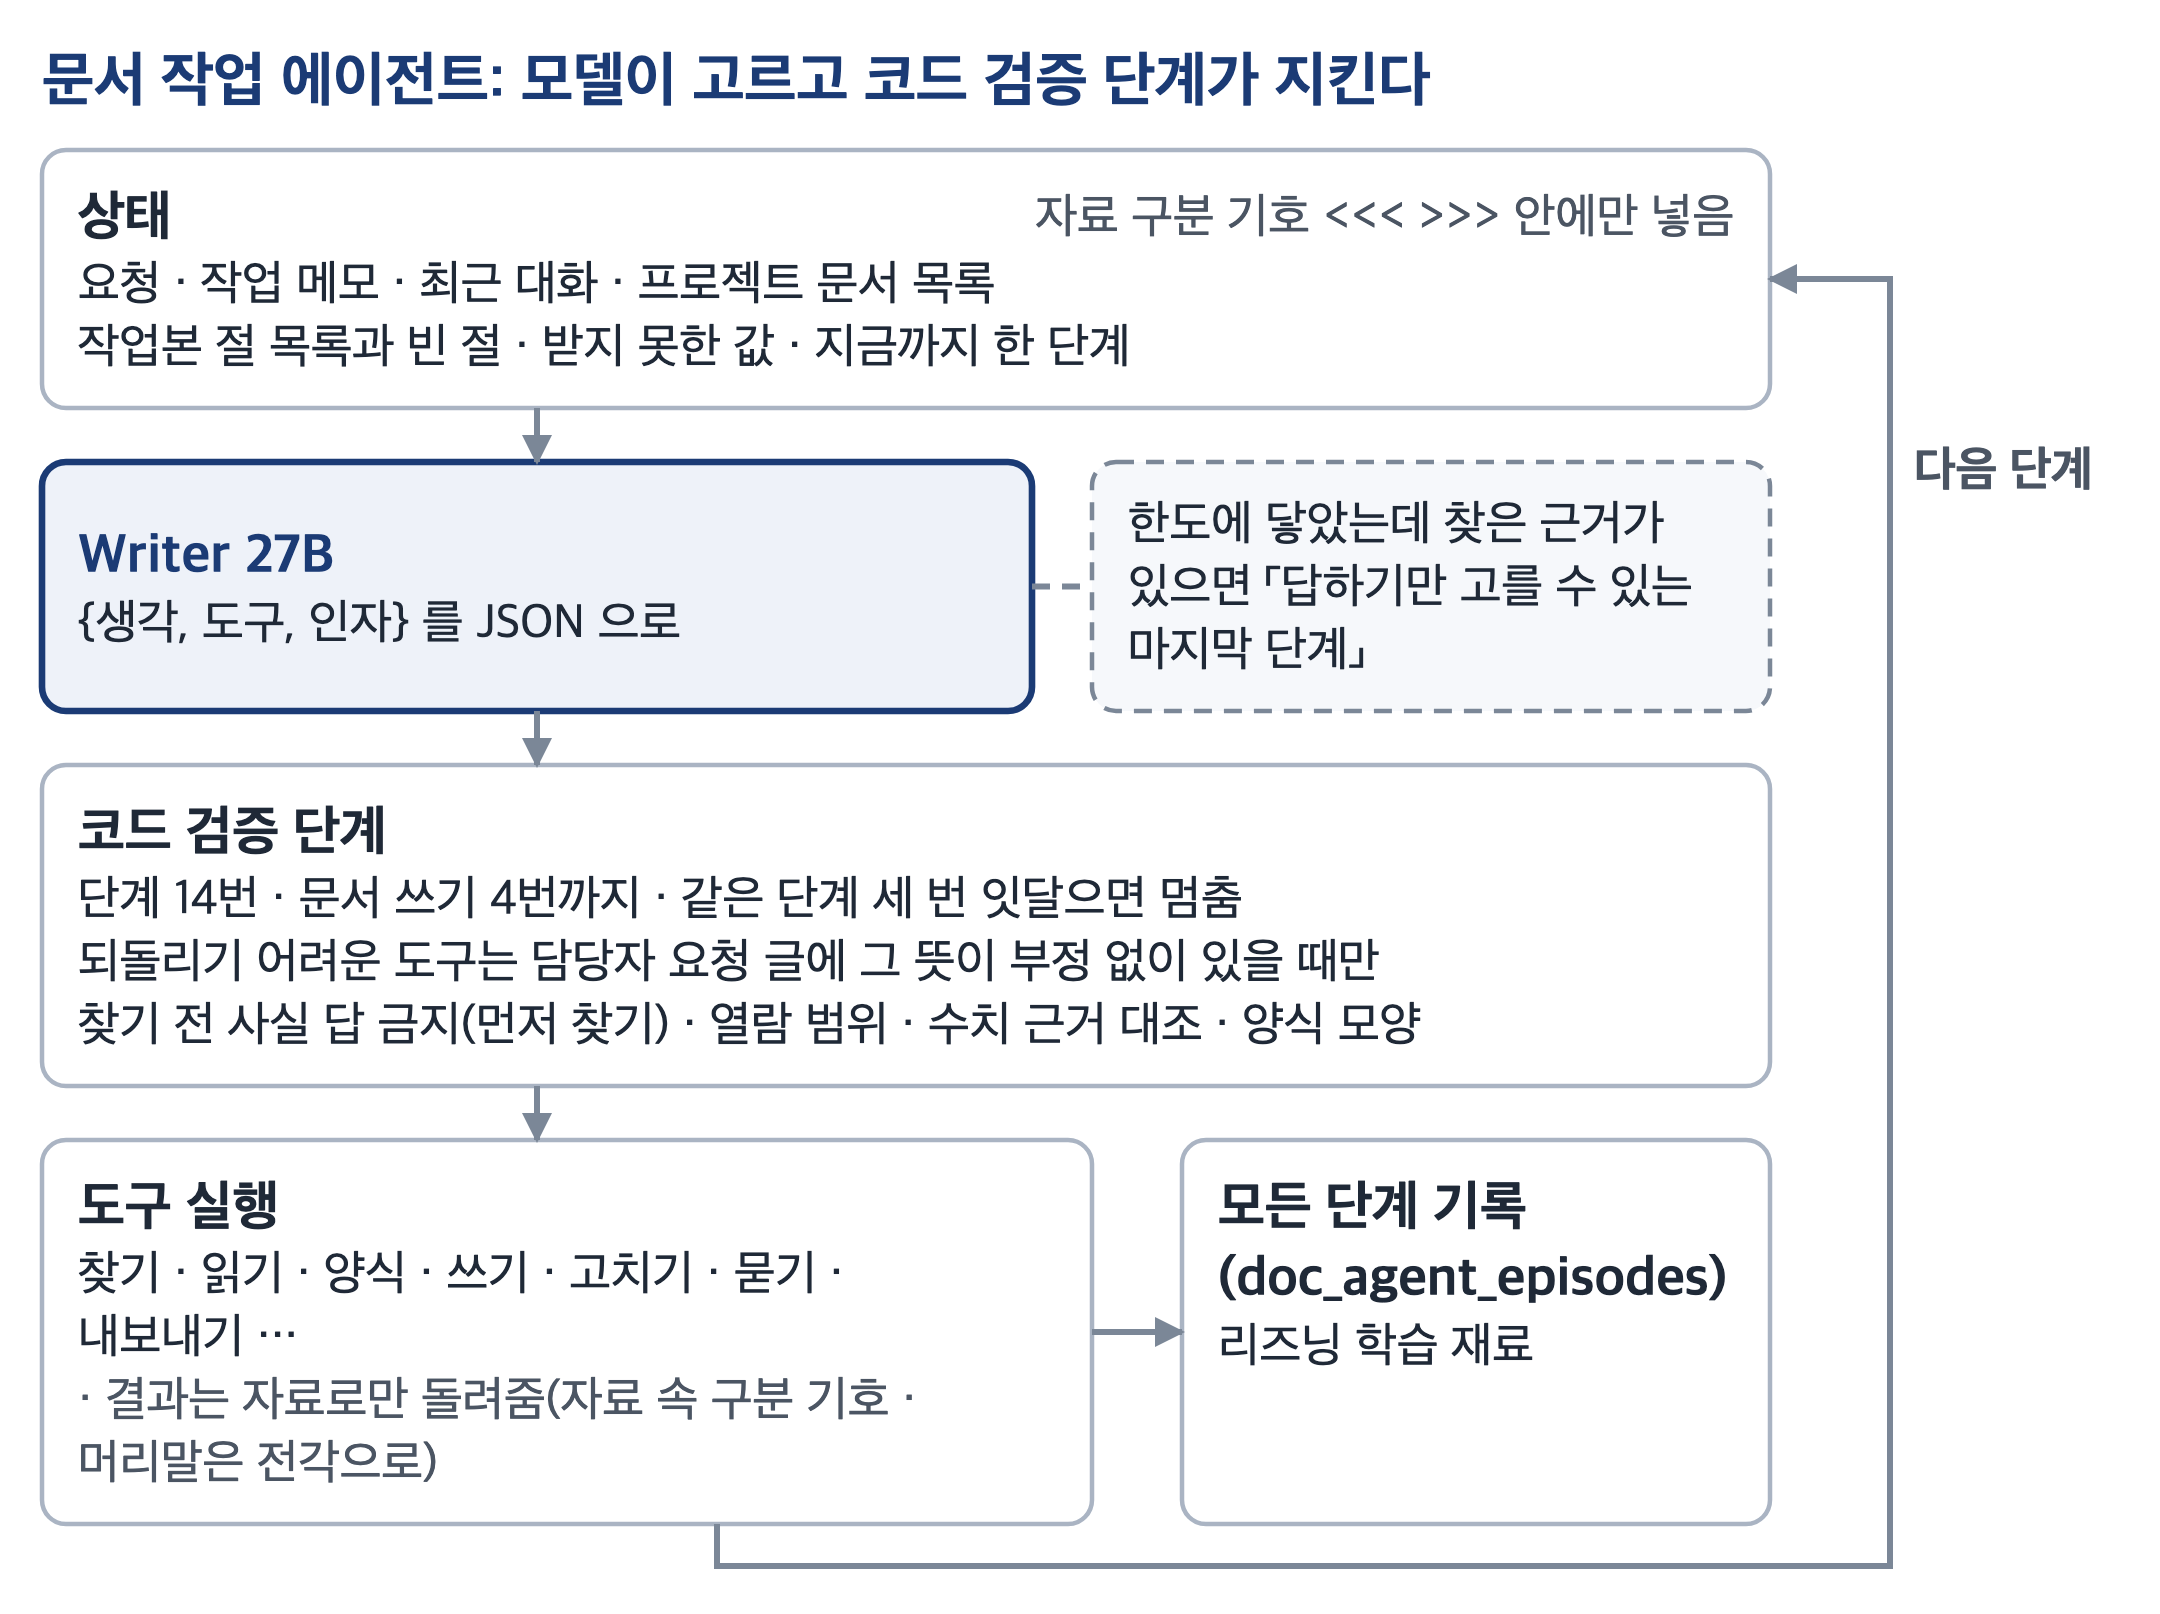 문서 작업 에이전트: 모델이 고르고 코드 검증 단계가 지킨다
상태
자료 구분 기호 <<< >>> 안에만 넣음
요청 · 작업 메모 · 최근 대화 · 프로젝트 문서 목록
작업본 절 목록과 빈 절 · 받지 못한 값 · 지금까지 한 단계
다음 단계
Writer 27B
{생각, 도구, 인자} 를 JSON 으로
한도에 닿았는데 찾은 근거가
있으면 「답하기만 고를 수 있는
마지막 단계」
코드 검증 단계
단계 14번 · 문서 쓰기 4번까지 · 같은 단계 세 번 잇달으면 멈춤
되돌리기 어려운 도구는 담당자 요청 글에 그 뜻이 부정 없이 있을 때만
찾기 전 사실 답 금지(먼저 찾기) · 열람 범위 · 수치 근거 대조 · 양식 모양
도구 실행
찾기 · 읽기 · 양식 · 쓰기 · 고치기 · 묻기 ·
내보내기 ···
· 결과는 자료로만 돌려줌(자료 속 구분 기호 ·
머리말은 전각으로)
모든 단계 기록
(doc_agent_episodes)
리즈닝 학습 재료